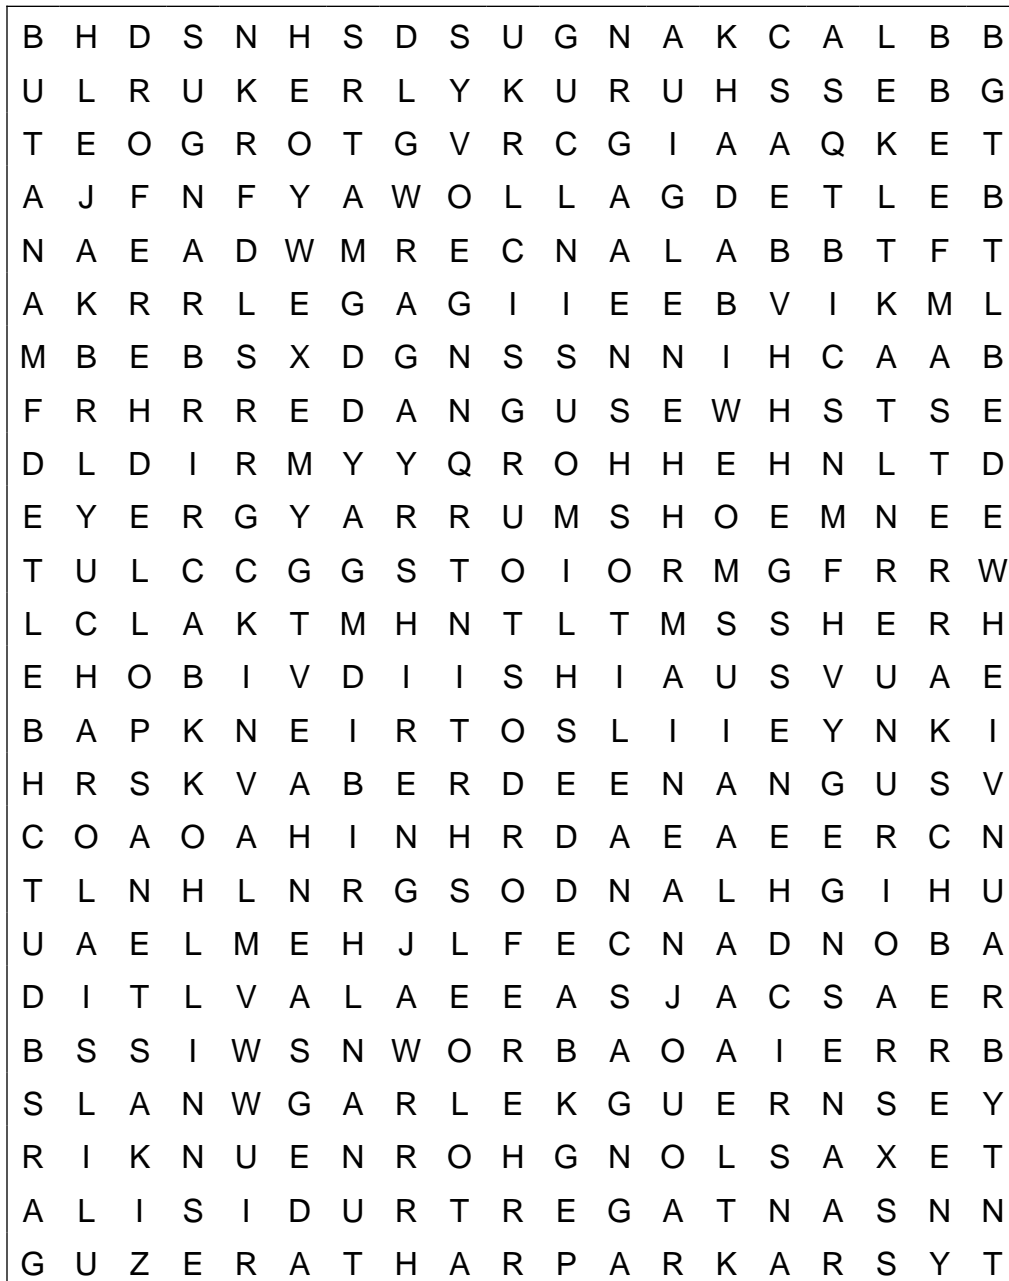 B H D S N H S D S U G N A K C A L B B
U L R U K E R L Y K U R U H S S E B G
T E O G R O T G V R C G I A A Q K E T
A J F N F Y A W O L L A G D E T L E B
N A E A D W M R E C N A L A B B T F T
A K R R L E G A G I I E E B V I K M L
M B E B S X D G N S S N N I H C A A B
F R H R R E D A N G U S E W H S T S E
D L D I R M Y Y Q R O H H E H N L T D
E Y E R G Y A R R U M S H O E M N E E
T U L C C G G S T O I O R M G F R R W
L C L A K T M H N T L T M S S H E R H
E H O B I V D I I S H I A U S V U A E
B A P K N E I R T O S L I I E Y N K I
H R S K V A B E R D E E N A N G U S V
C O A O A H I N H R D A E A E E R C N
T L N H L N R G S O D N A L H G I H U
U A E L M E H J L F E C N A D N O B A
D I T L V A L A E E A S J A C S A E R
B S S I W S N W O R B A O A I E R R B
S L A N W G A R L E K G U E R N S E Y
R I K N U E N R O H G N O L S A X E T
A L I S I D U R T R E G A T N A S N N
G U Z E R A T H A R P A R K A R S Y T